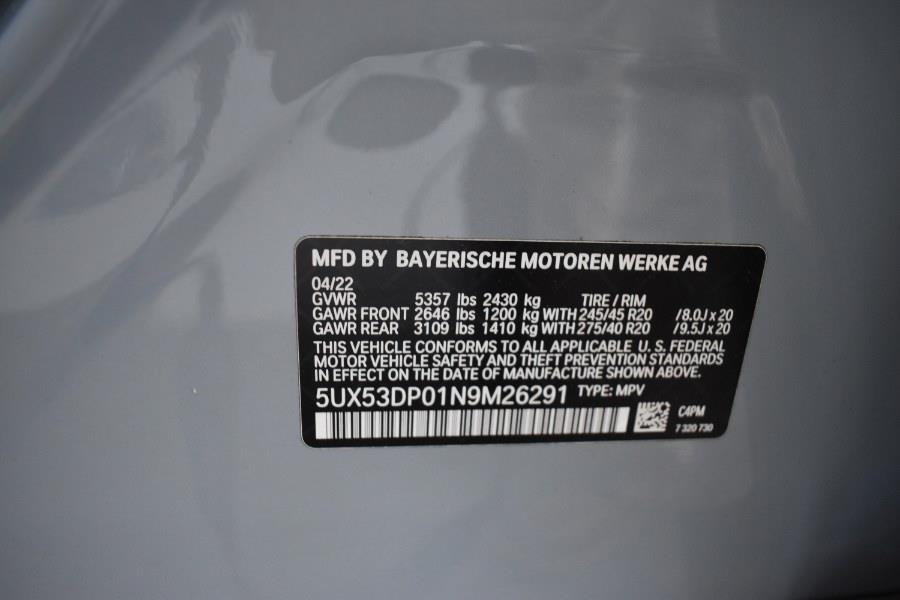 MFD BY BAYERISCHE MOTOREN WERKE AG
04/22
GVWR 5357 lbs 2430 kg TIRE / RIM
GAWR FRONT 2646 lbs 1200 kg WITH 245/45 R20 /8.0J x 20
GAWR REAR 3109 lbs 1410 kg WITH 275/40 R20 /9.5J x 20
THIS VEHICLE CONFORMS TO ALL APPLICABLE U. S. FEDERAL
MOTOR VEHICLE SAFETY AND THEFT PREVENTION STANDARDS
IN EFFECT ON THE DATE OF MANUFACTURE SHOWN ABOVE.
5UX53DP01N9M26291 TYPE: MPV
C4PM
7 320 730